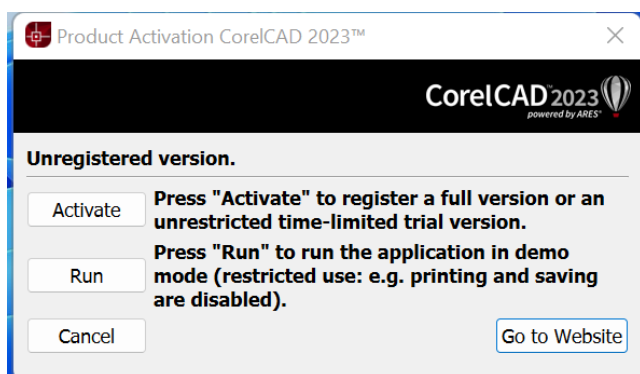 Product Activation CorelCAD 2023™
CorelCAD™2023
powered by ARES®
Unregistered version.
Activate
Press "Activate" to register a full version or an
unrestricted time-limited trial version.
Run
Press "Run" to run the application in demo
mode (restricted use: e.g. printing and saving
are disabled).
Cancel
Go to Website